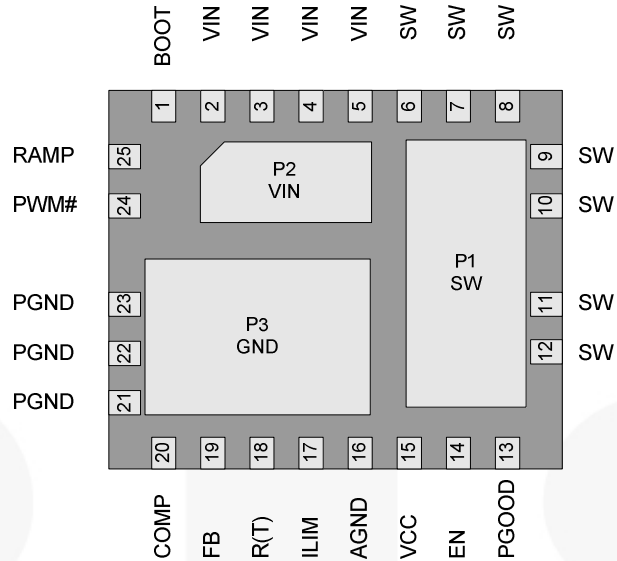 BOOT VIN VIN VIN VIN SW SW SW
1 2 3 4 5 6 7 8
RAMP 25 P2 9 SW
VIN
PWM# 24 10 SW
P1
SW
PGND 23 11 SW
P3
GND
PGND 22 12 SW
PGND 21
20 19 18 17 16 15 14 13
COMP FB R(T) ILIM AGND VCC EN PGOOD